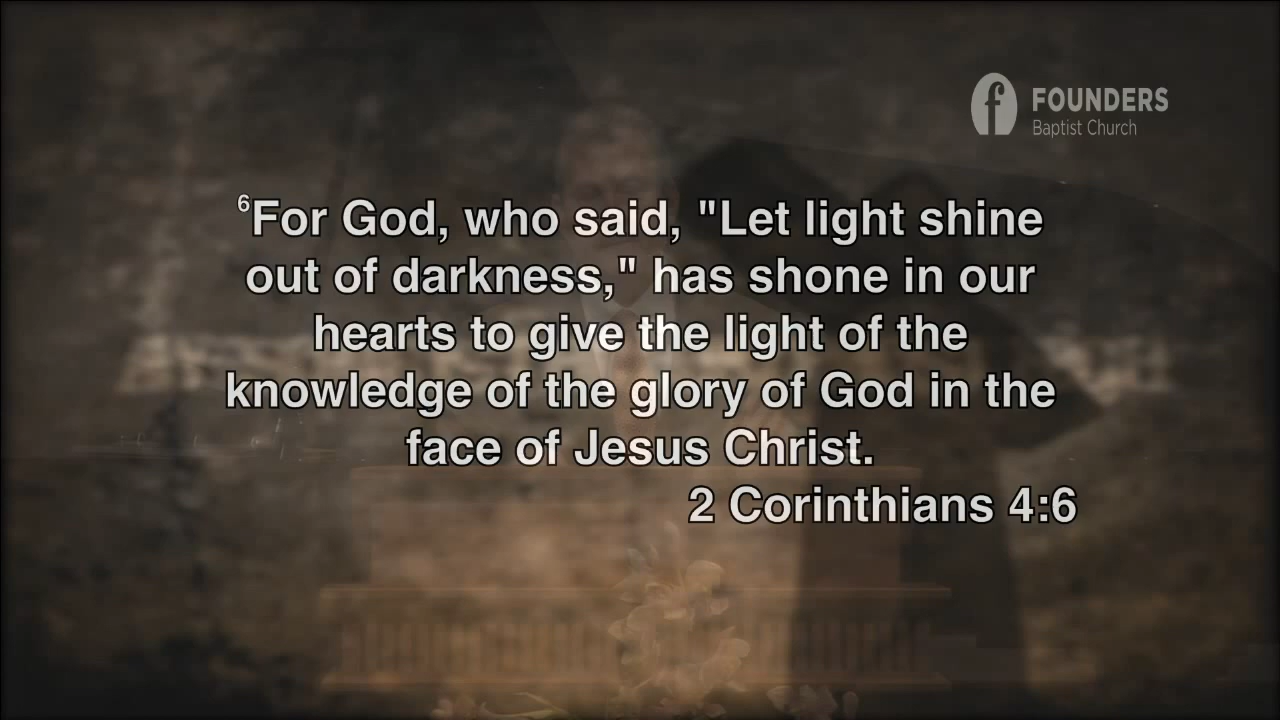 FOUNDERS
Baptist Church
⁶For God, who said, "Let light shine
out of darkness," has shone in our
hearts to give the light of the
knowledge of the glory of God in the
face of Jesus Christ.
2 Corinthians 4:6